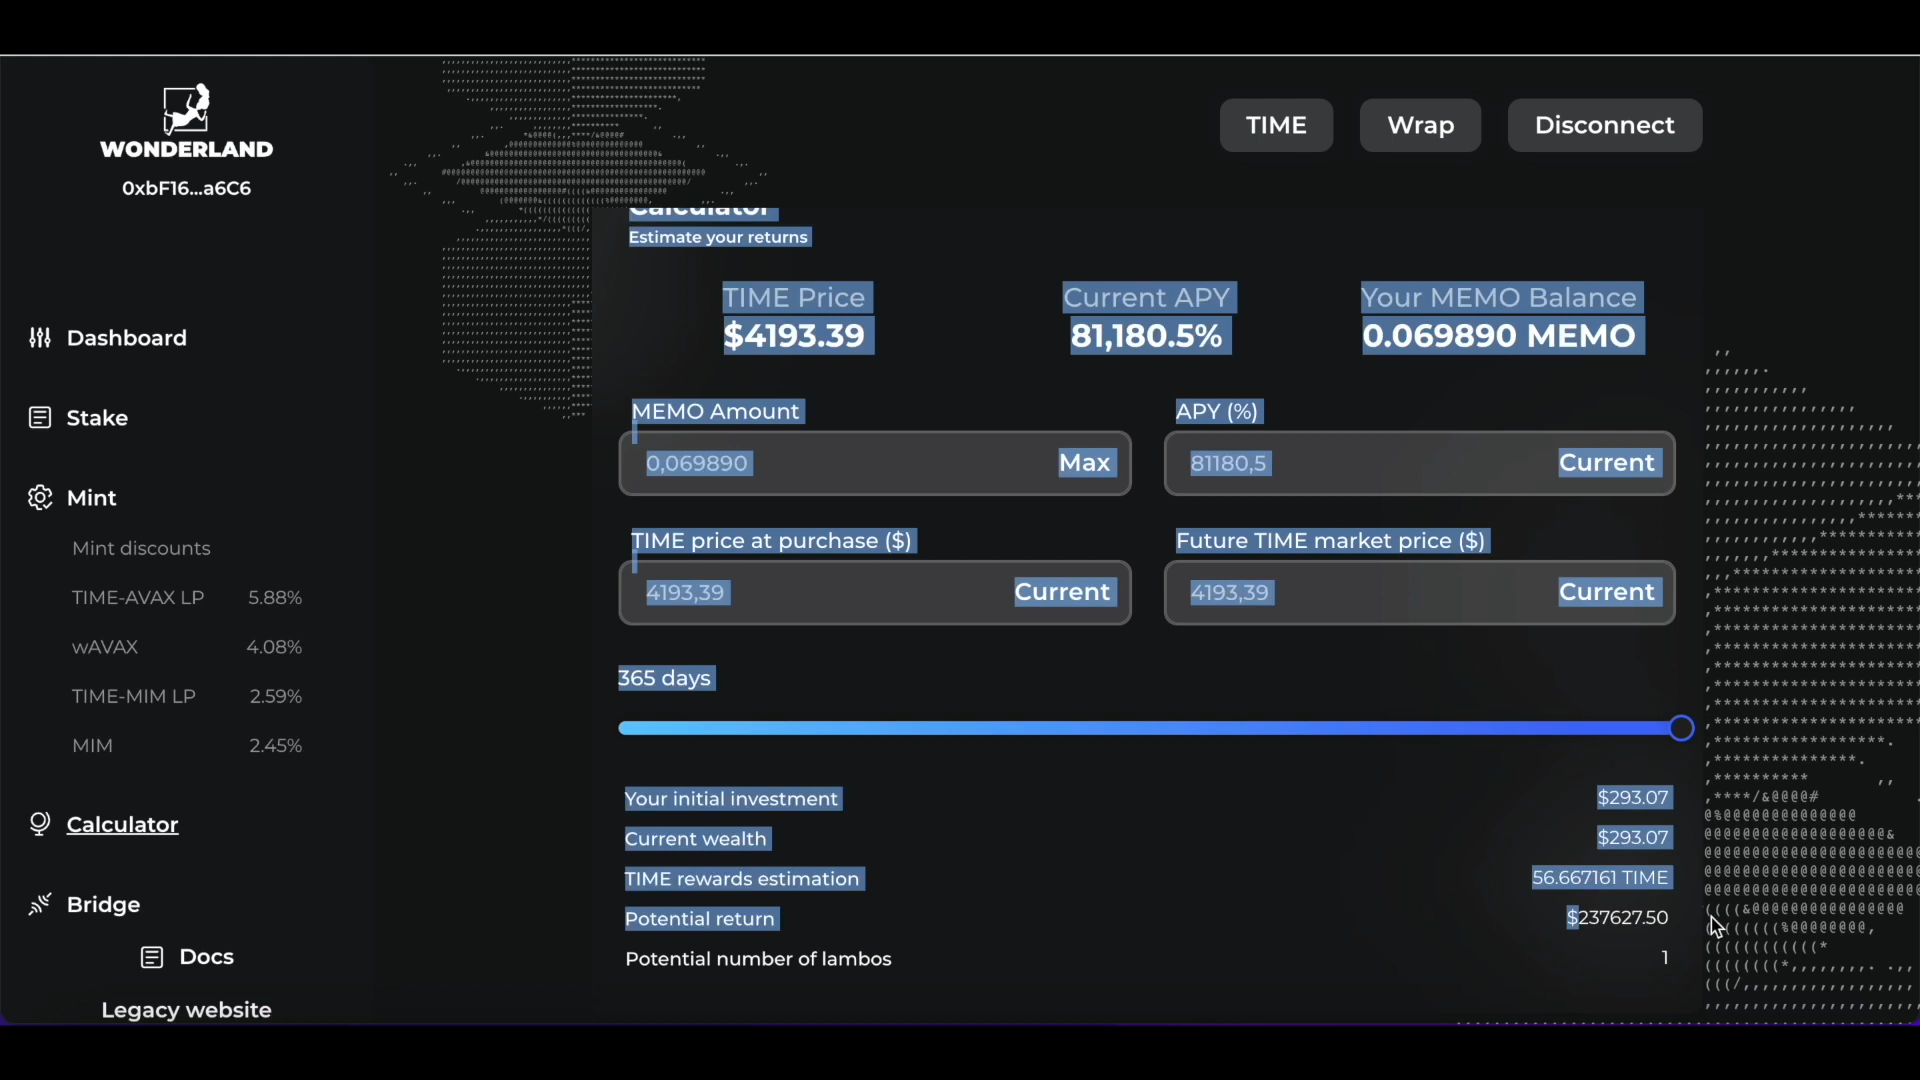 WONDERLAND
0xbF16...a6C6
Dashboard
Stake
Mint
Mint discounts
TIME-AVAX LP 5.88%
wAVAX 4.08%
TIME-MIM LP 2.59%
MIM 2.45%
Calculator
Bridge
Docs
Legacy website
TIME Wrap Disconnect
Calculator
Estimate your returns
TIME Price Current APY Your MEMO Balance
$4193.39 81,180.5% 0.069890 MEMO
MEMO Amount APY (%)
0,069890 Max 81180,5 Current
TIME price at purchase ($) Future TIME market price ($)
4193,39 Current 4193,39 Current
365 days
Your initial investment $293.07
Current wealth $293.07
TIME rewards estimation 56.667161 TIME
Potential return $237627.50
Potential number of lambos 1